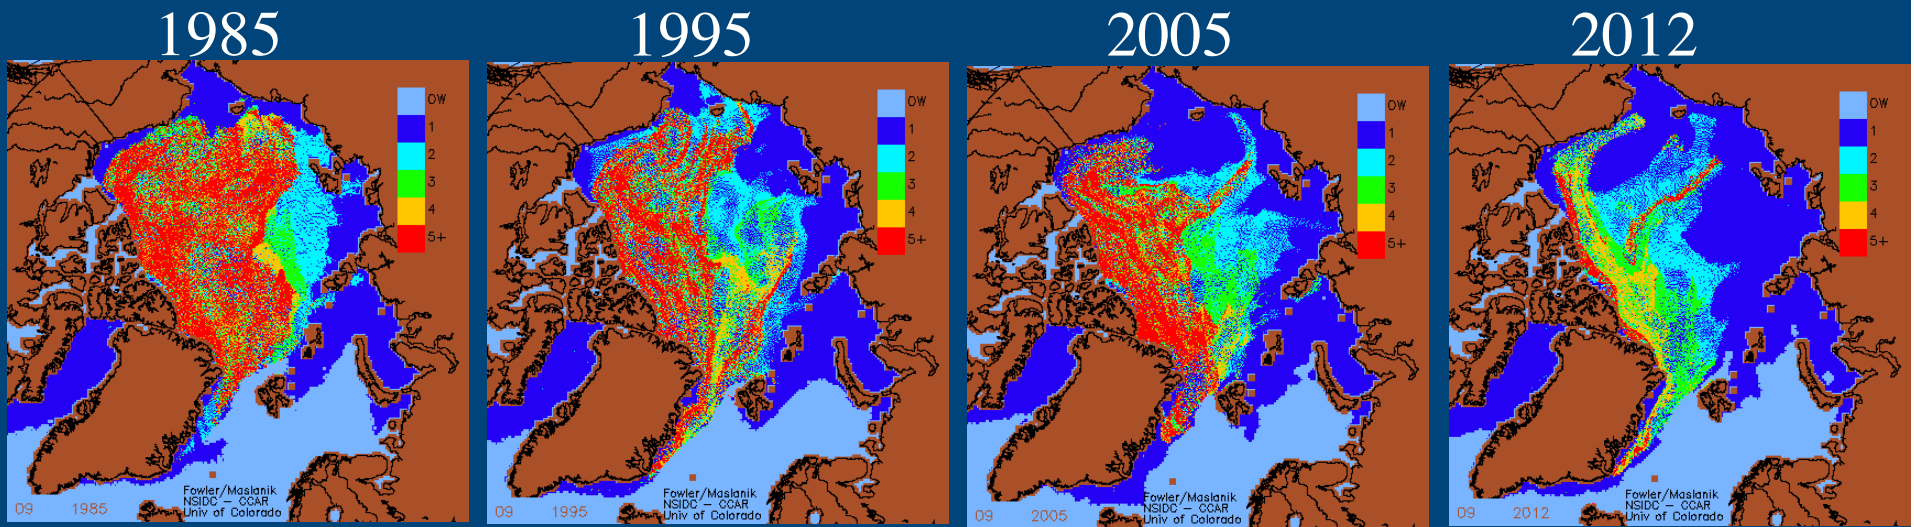 1985
1995
2005
2012
OW
1
2
3
4
5+
Fowler/Maslanik
NSIDC – CCAR
Univ of Colorado
09 1985
OW
1
2
3
4
5+
Fowler/Maslanik
NSIDC – CCAR
Univ of Colorado
09 1995
OW
1
2
3
4
5+
Fowler/Maslanik
NSIDC – CCAR
Univ of Colorado
09 2005
OW
1
2
3
4
5+
Fowler/Maslanik
NSIDC – CCAR
Univ of Colorado
09 2012